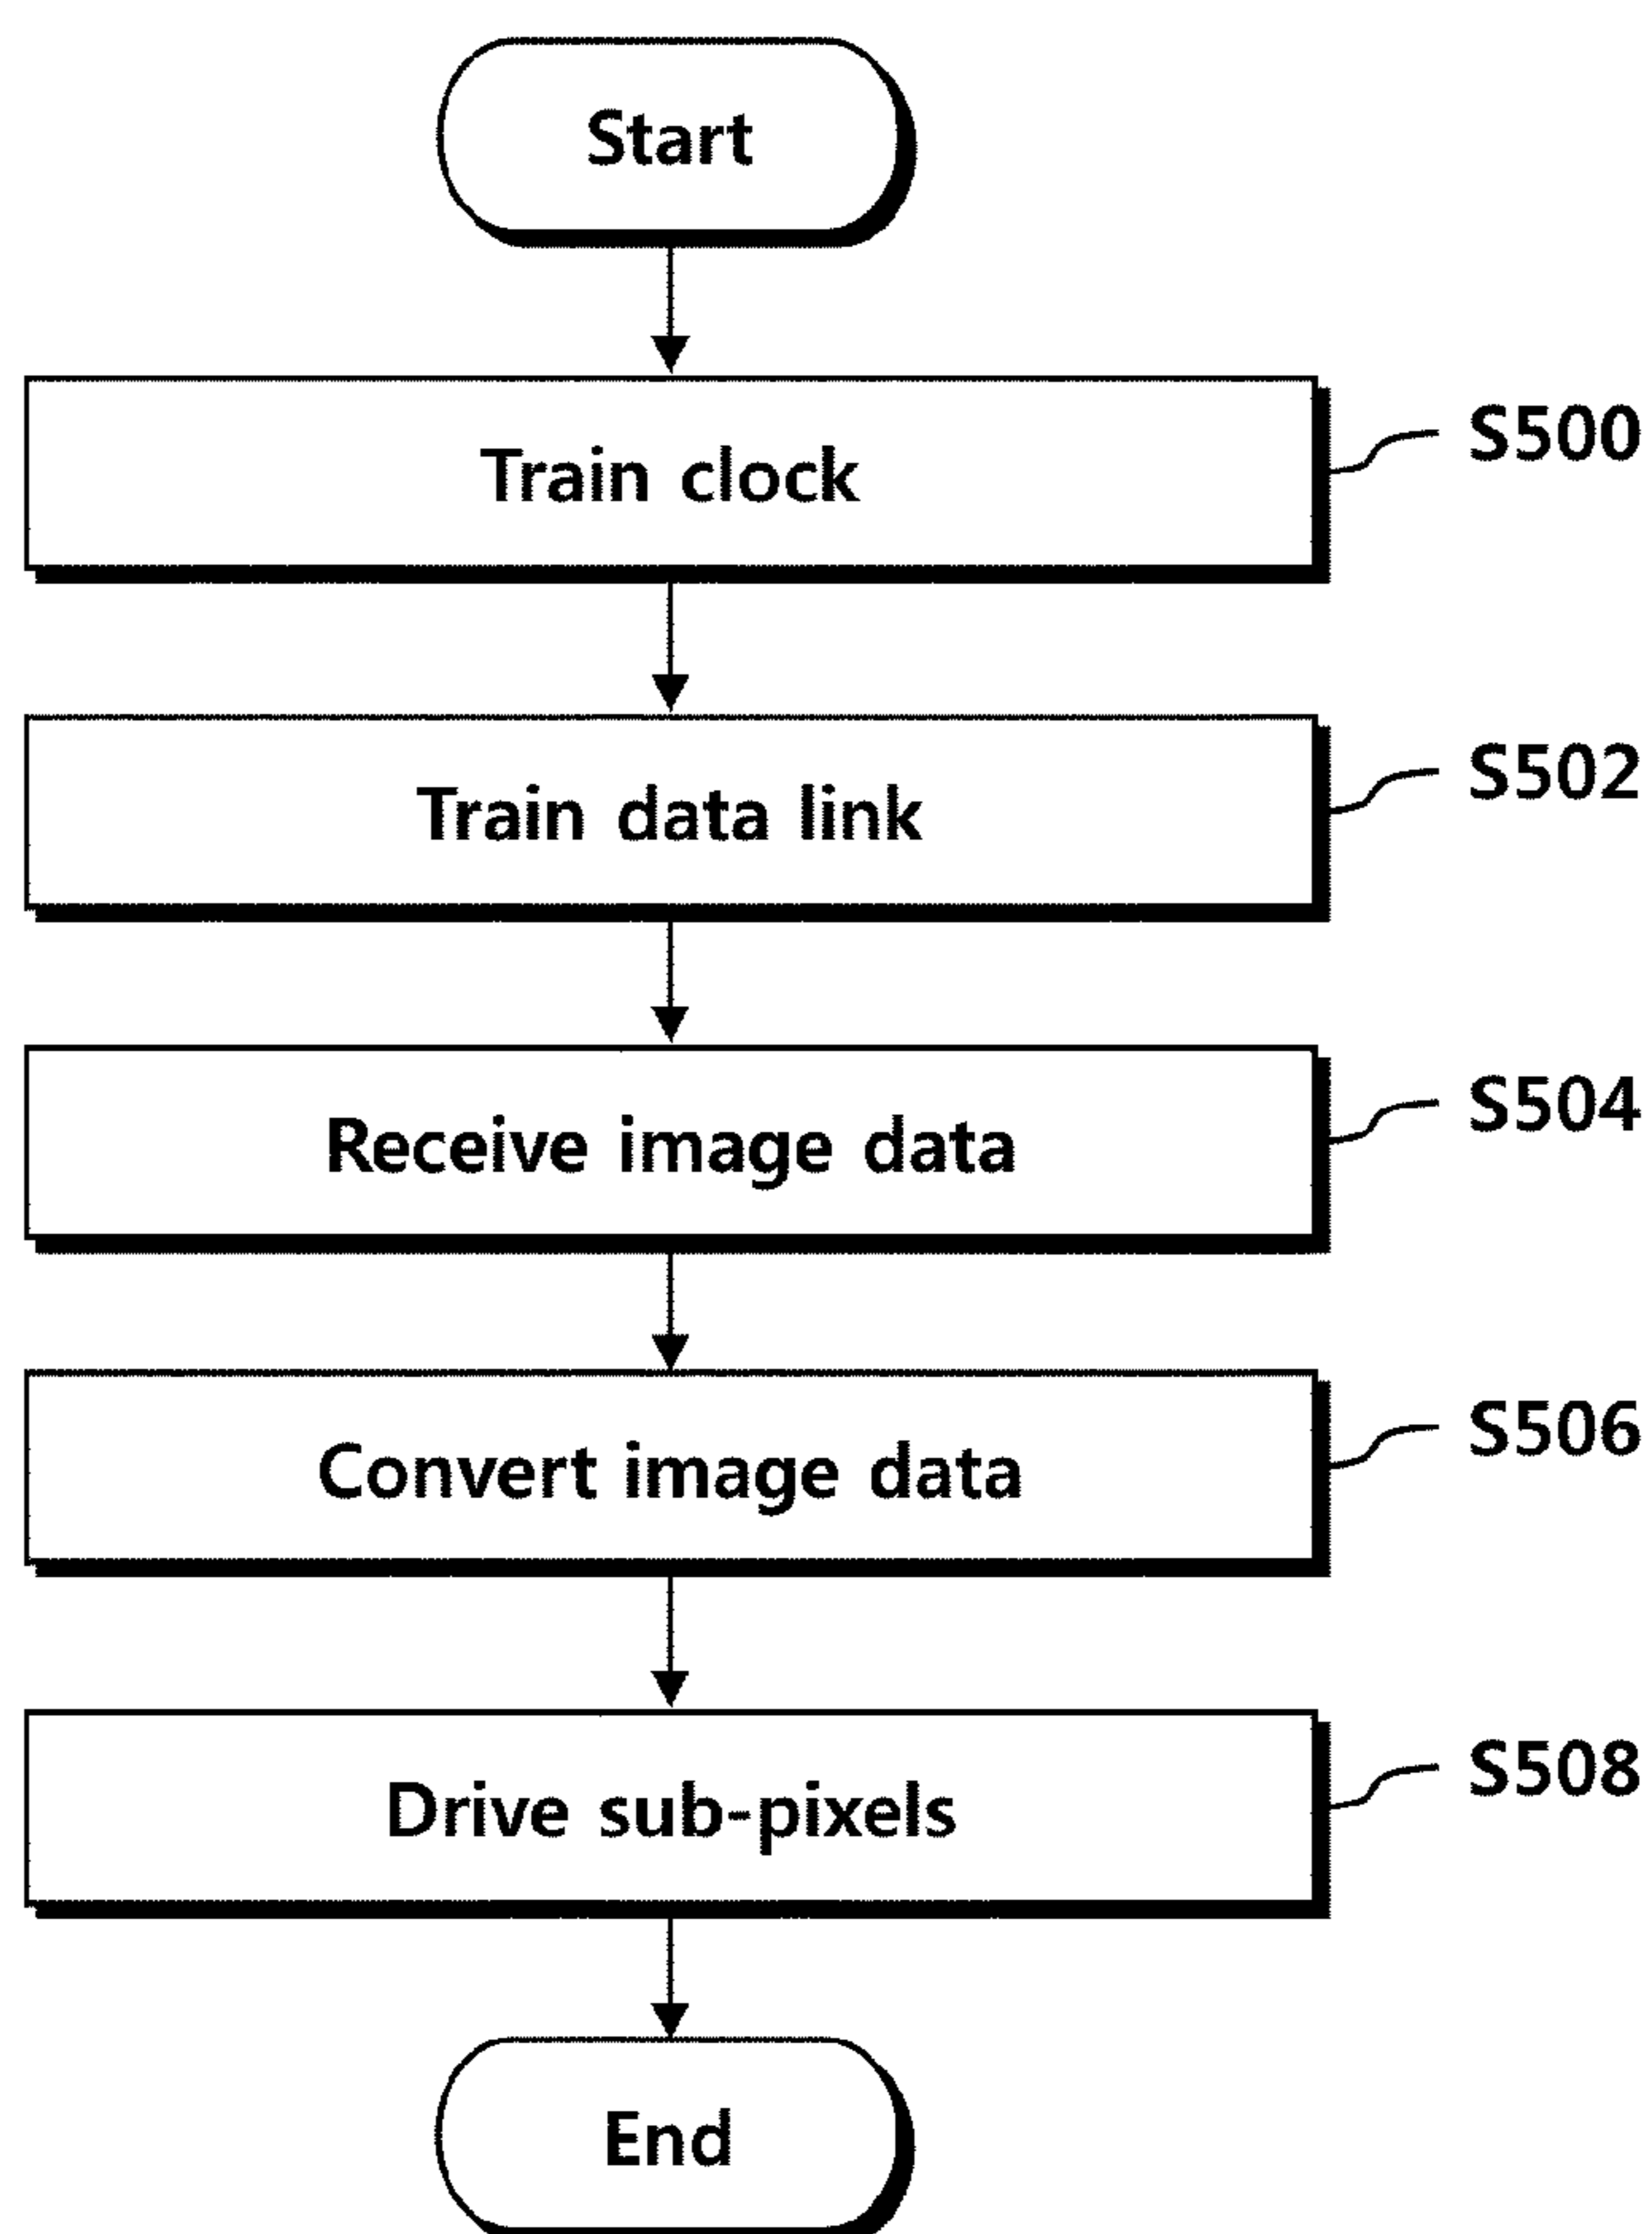 Start
Train clock
S500
Train data link
S502
Receive image data
S504
Convert image data
S506
Drive sub-pixels
S508
End